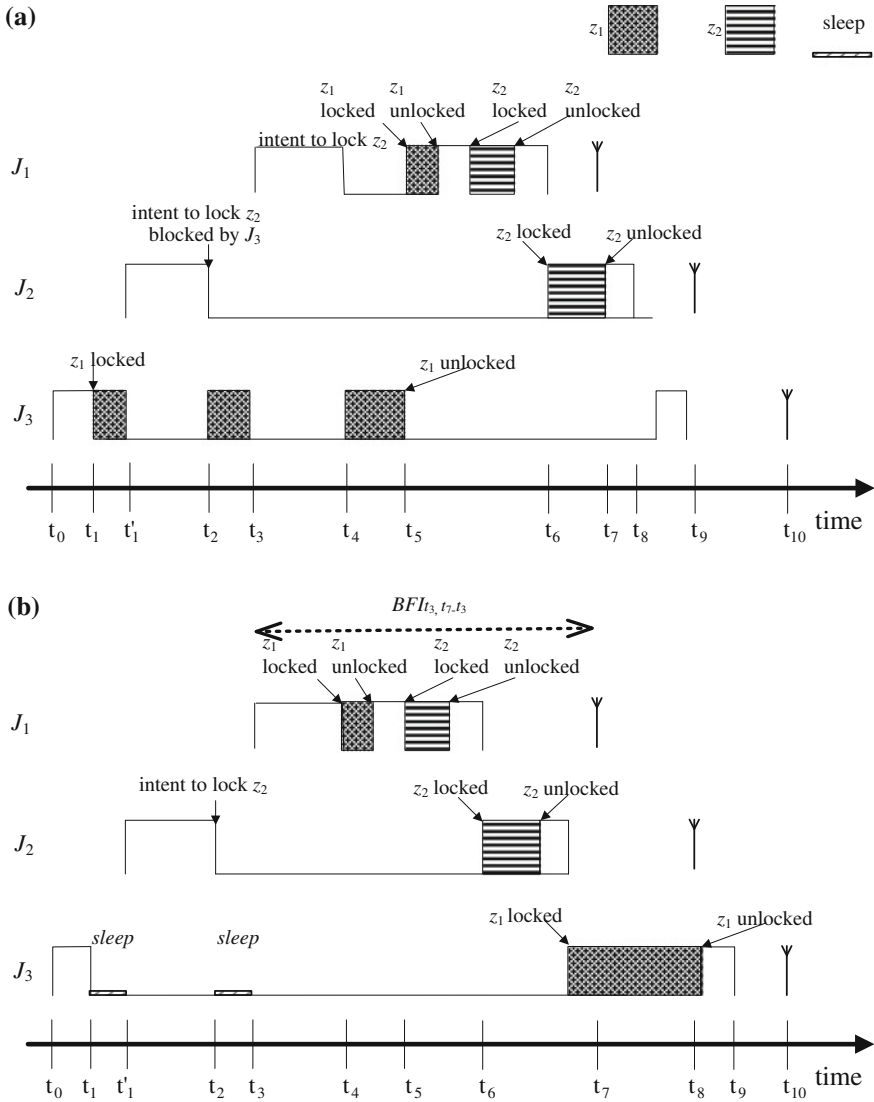 (a)
z1
z2
sleep
z1 locked
z1 unlocked
z2 locked
z2 unlocked
intent to lock z2
J1
intent to lock z2
blocked by J3
z2 locked
z2 unlocked
J2
z1 locked
z1 unlocked
J3
t0 t1 t'1 t2 t3 t4 t5 t6 t7 t8 t9 t10 time
(b)
BFIt3, t7-t3
z1 locked
z1 unlocked
z2 locked
z2 unlocked
J1
intent to lock z2
z2 locked
z2 unlocked
J2
z1 locked
z1 unlocked
sleep
sleep
J3
t0 t1 t'1 t2 t3 t4 t5 t6 t7 t8 t9 t10 time